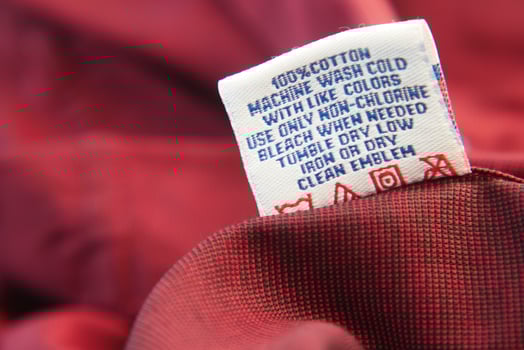 100%COTTON
MACHINE WASH COLD
WITH LIKE COLORS
USE ONLY NON-CHLORINE
BLEACH WHEN NEEDED
TUMBLE DRY LOW
IRON OR DRY
CLEAN EMBLEM